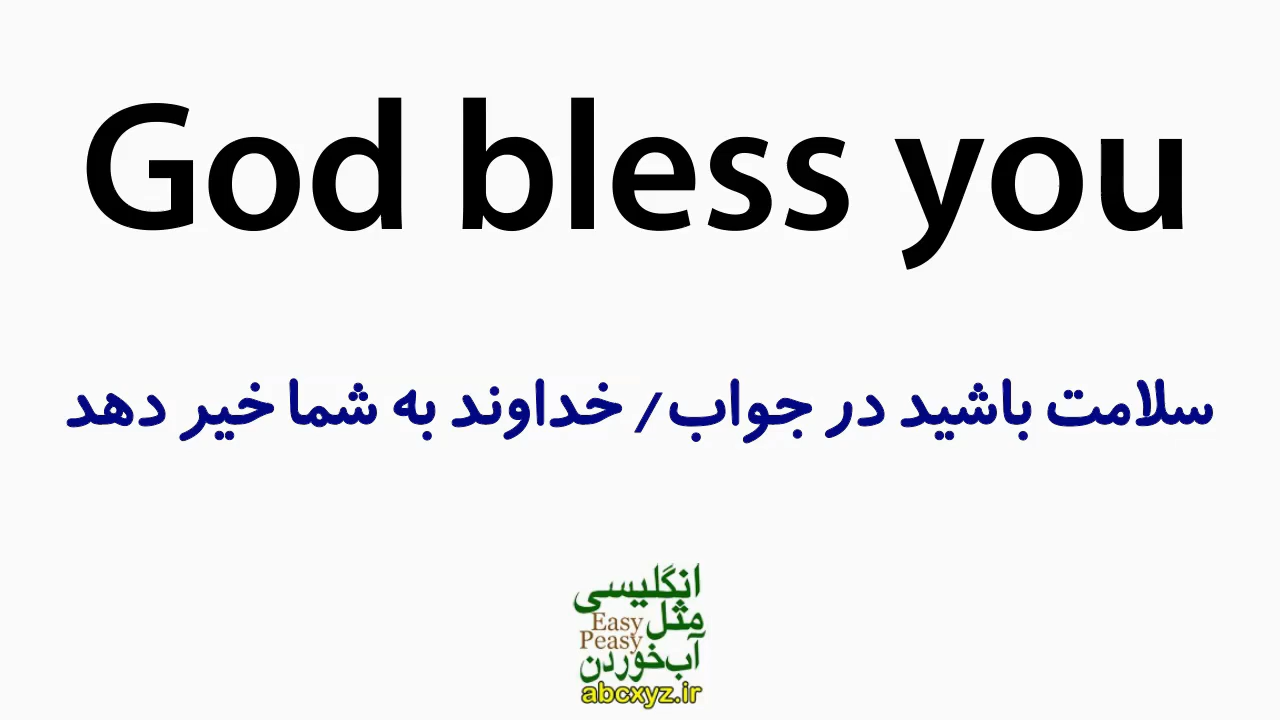 God bless you
سلامت باشید در جواب/ خداوند به شما خیر دهد
انگلیسی
مثل Easy
Peasy
آب‌خوردن
abcxyz.ir